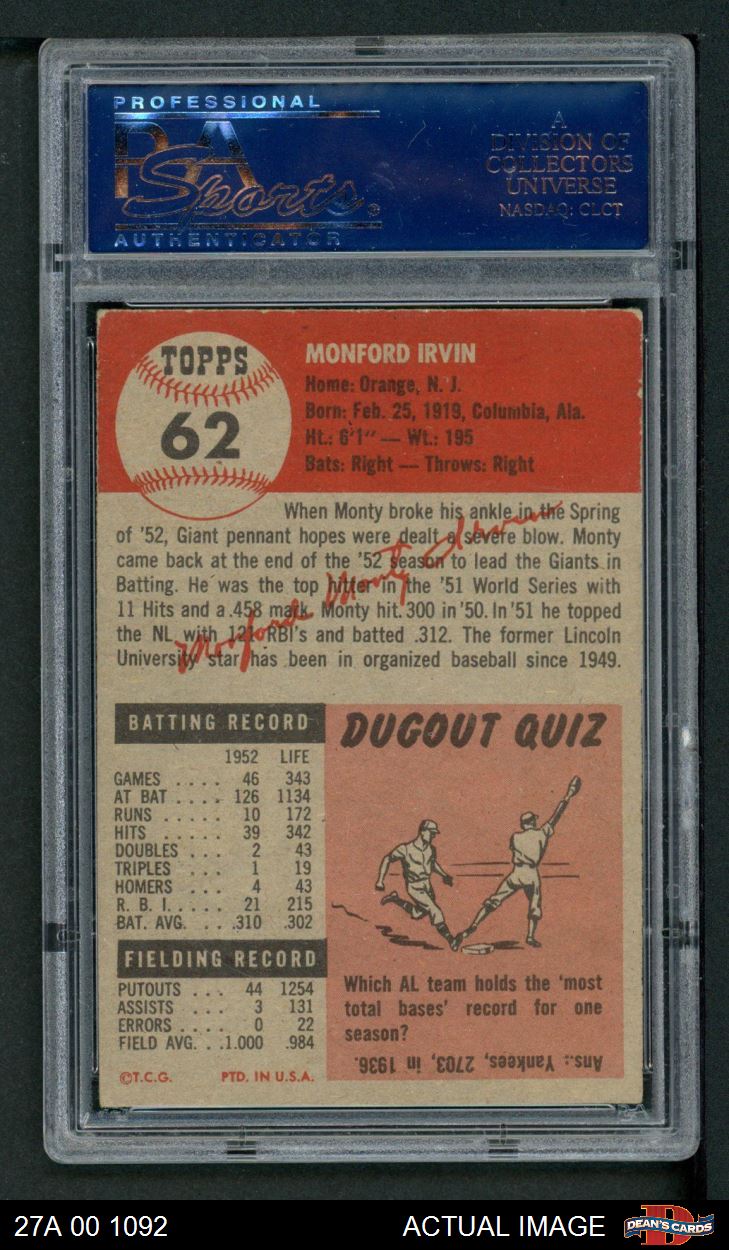 PROFESSIONAL
PSA
Sports
AUTHENTICATOR
A
DIVISION OF
COLLECTORS
UNIVERSE
NASDAQ: CLCT
TOPPS
62
MONFORD IRVIN
Home: Orange, N. J.
Born: Feb. 25, 1919, Columbia, Ala.
Ht.: 6'1" — Wt.: 195
Bats: Right — Throws: Right
When Monty broke his ankle in the Spring
of '52, Giant pennant hopes were dealt a severe blow. Monty
came back at the end of the '52 season to lead the Giants in
Batting. He was the top hitter in the '51 World Series with
11 Hits and a .458 mark. Monty hit .300 in '50. In '51 he topped
the NL with 121 RBI's and batted .312. The former Lincoln
University star has been in organized baseball since 1949.
Monford Monty Irvin
BATTING RECORD
1952 LIFE
GAMES .... 46 343
AT BAT .... 126 1134
RUNS ..... 10 172
HITS ..... 39 342
DOUBLES ... 2 43
TRIPLES ... 1 19
HOMERS ... 4 43
R. B. I. .... 21 215
BAT. AVG. .. .310 .302
FIELDING RECORD
PUTOUTS ... 44 1254
ASSISTS ... 3 131
ERRORS .... 0 22
FIELD AVG. . .1.000 .984
©T.C.G. PTD. IN U.S.A.
DUGOUT QUIZ
Which AL team holds the 'most
total bases' record for one
season?
Ans.: Yankees, 2703, in 1936.
27A 00 1092 ACTUAL IMAGE
DEAN'S CARDS